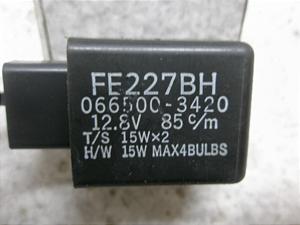 FE227BH
066500-3420
12.8V 85c/m
T/S 15W×2
H/W 15W MAX4BULBS